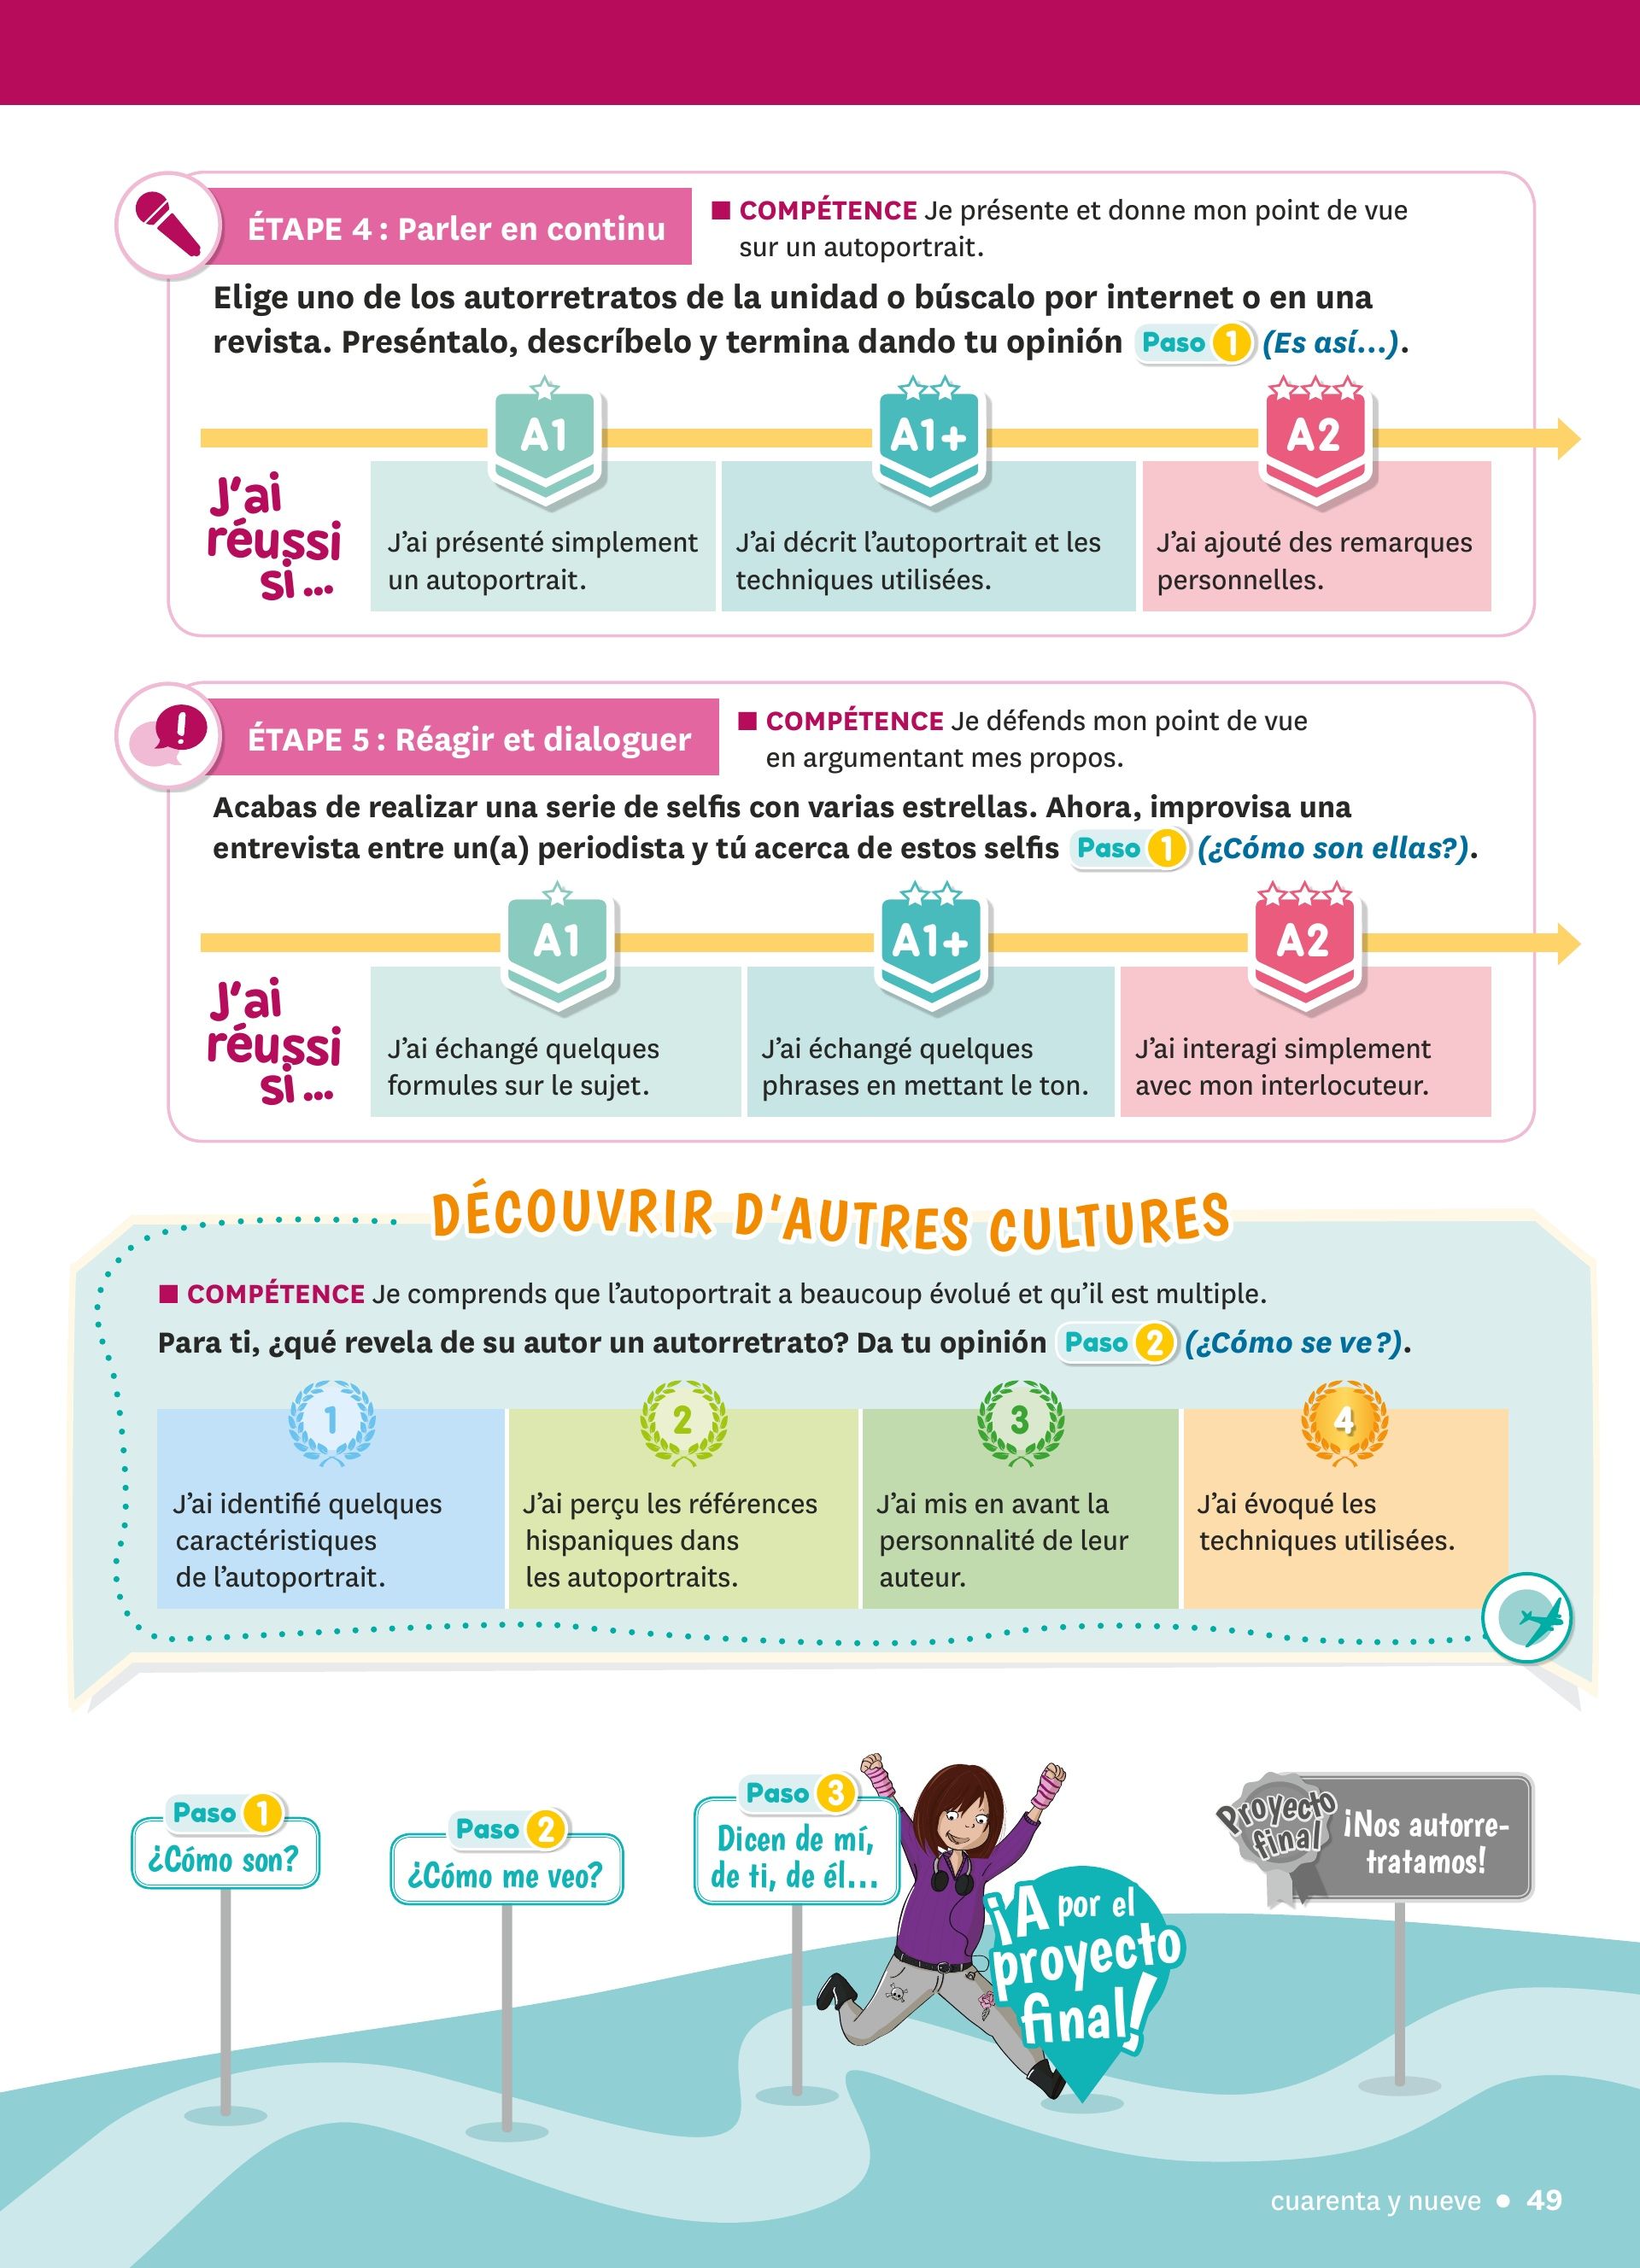 ÉTAPE 4 : Parler en continu
■ COMPÉTENCE Je présente et donne mon point de vue
sur un autoportrait.
Elige uno de los autorretratos de la unidad o búscalo por internet o en una
revista. Preséntalo, descríbelo y termina dando tu opinión Paso 1 (Es así...).
A1
A1+
A2
J'ai
réussi
si ...
J'ai présenté simplement
un autoportrait.
J'ai décrit l'autoportrait et les
techniques utilisées.
J'ai ajouté des remarques
personnelles.
ÉTAPE 5 : Réagir et dialoguer
■ COMPÉTENCE Je défends mon point de vue
en argumentant mes propos.
Acabas de realizar una serie de selfis con varias estrellas. Ahora, improvisa una
entrevista entre un(a) periodista y tú acerca de estos selfis Paso 1 (¿Cómo son ellas?).
A1
A1+
A2
J'ai
réussi
si ...
J'ai échangé quelques
formules sur le sujet.
J'ai échangé quelques
phrases en mettant le ton.
J'ai interagi simplement
avec mon interlocuteur.
DÉCOUVRIR D'AUTRES CULTURES
■ COMPÉTENCE Je comprends que l'autoportrait a beaucoup évolué et qu'il est multiple.
Para ti, ¿qué revela de su autor un autorretrato? Da tu opinión Paso 2 (¿Cómo se ve?).
1
2
3
4
J'ai identifié quelques
caractéristiques
de l'autoportrait.
J'ai perçu les références
hispaniques dans
les autoportraits.
J'ai mis en avant la
personnalité de leur
auteur.
J'ai évoqué les
techniques utilisées.
Paso 1
¿Cómo son?
Paso 2
¿Cómo me veo?
Paso 3
Dicen de mí,
de ti, de él...
¡A por el
proyecto
final!
Proyecto
final
¡Nos autorre-
tratamos!
cuarenta y nueve • 49